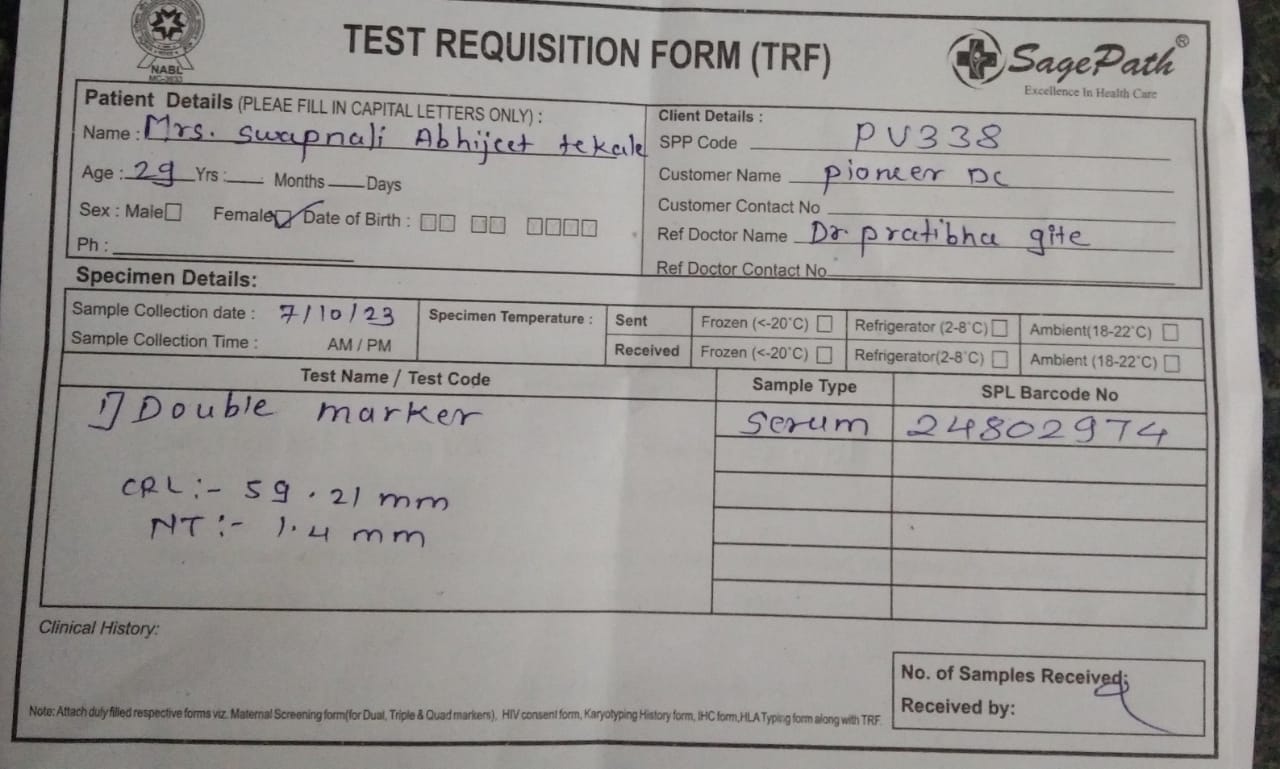 NABL
TEST REQUISITION FORM (TRF)
SagePath®
Excellence In Health Care
Patient Details (PLEAE FILL IN CAPITAL LETTERS ONLY) :
Name : Mrs. swapnali Abhijeet tekale
Age : 29 Yrs : Months Days
Sex : Male Female Date of Birth :
Ph :
Client Details :
SPP Code PV338
Customer Name pioneer DC
Customer Contact No
Ref Doctor Name Dr pratibha gite
Ref Doctor Contact No
Specimen Details:
Sample Collection date : 7/10/23
Sample Collection Time : AM / PM
Specimen Temperature :
Sent Frozen (<-20°C) Refrigerator (2-8°C) Ambient(18-22°C)
Received Frozen (<-20°C) Refrigerator(2-8°C) Ambient (18-22°C)
Test Name / Test Code Sample Type SPL Barcode No
1] Double marker serum 24802974
CRL :- 59.21 mm
NT :- 1.4 mm
Clinical History:
No. of Samples Received:
Received by:
Note: Attach duly filled respective forms viz. Maternal Screening form(for Dual, Triple & Quad markers), HIV consent form, Karyotyping History form, IHC form,HLA Typing form along with TRF.